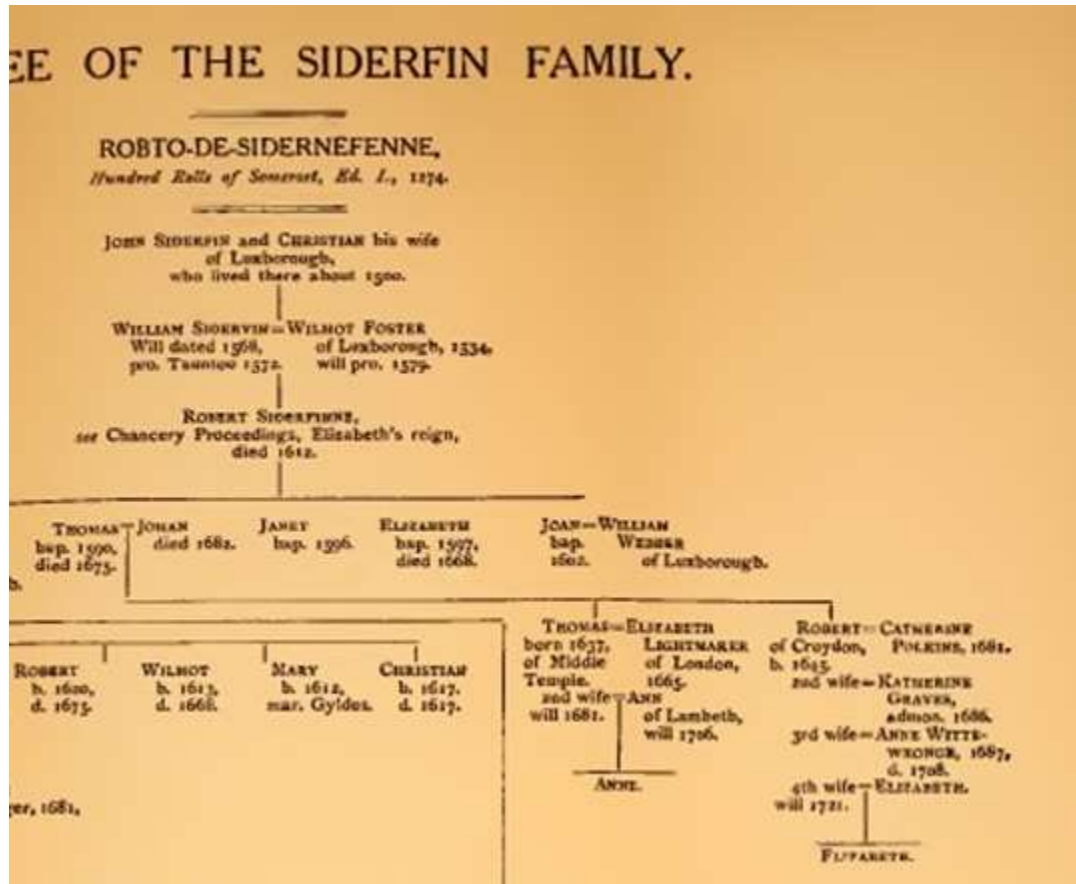 EE OF THE SIDERFIN FAMILY.
ROBTO-DE-SIDERNEFENNE,
Hundred Rolls of Somerset, Ed. I., 1274.
JOHN SIDERFIN and CHRISTIAN his wife
of Luxborough,
who lived there about 1500.
WILLIAM SIDERVIN=WILMOT FOSTER
Will dated 1568, of Luxborough, 1534,
pro. Taunton 1572. will pro. 1579.
ROBERT SIDERFINNE,
see Chancery Proceedings, Elizabeth's reign,
died 1612.
THOMAS=JOHAN JANET ELIZABETH JOAN=WILLIAM
bap. 1590, died 1682. bap. 1596. bap. 1597, bap. WEBBER
died 1675. died 1668. 1602. of Luxborough.
b.
THOMAS=ELIZABETH ROBERT=CATHERINE
born 1637, LIGHTMAKER of Croydon, POLKINS, 1681.
of Middle of London, b.
Temple. 1665. 2nd wife=KATHERINE
2nd wife=ANN GRAVES,
will 1681. of Lambeth, admon. 1686.
will 1706. 3rd wife=ANNE WITTE-
WRONGE, 1687,
d. 1708.
ANNE. 4th wife=ELIZABETH.
will 1721.
ELIZABETH.
ROBERT WILMOT MARY CHRISTIAN
b. 1620, b. b. 1612, b. 1617.
d. 1675. d. 1668. mar. Gyldes. d. 1617.
er, 1681,